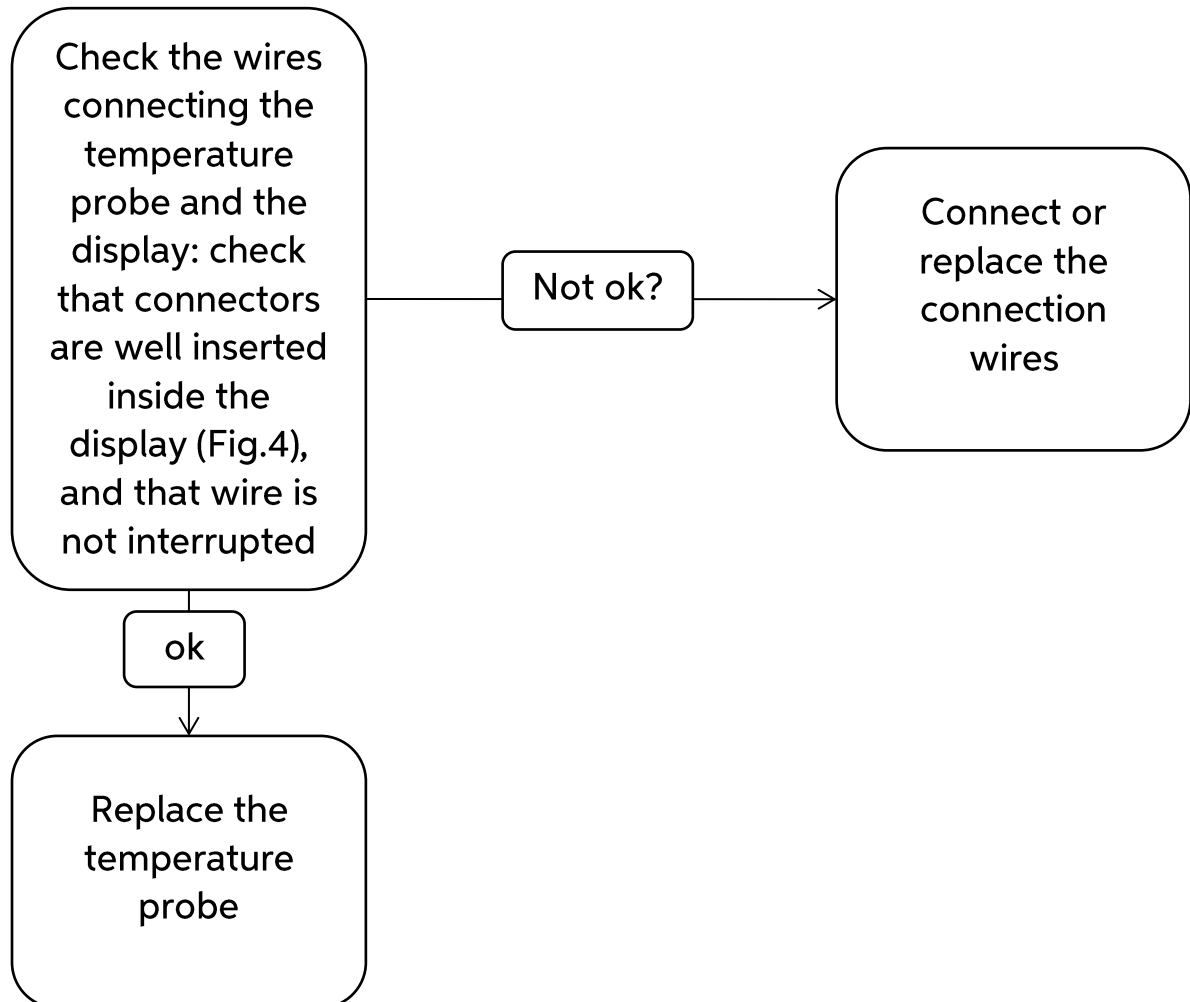 Check the wires
connecting the
temperature
probe and the
display: check
that connectors
are well inserted
inside the
display (Fig.4),
and that wire is
not interrupted
Not ok?
Connect or
replace the
connection
wires
ok
Replace the
temperature
probe